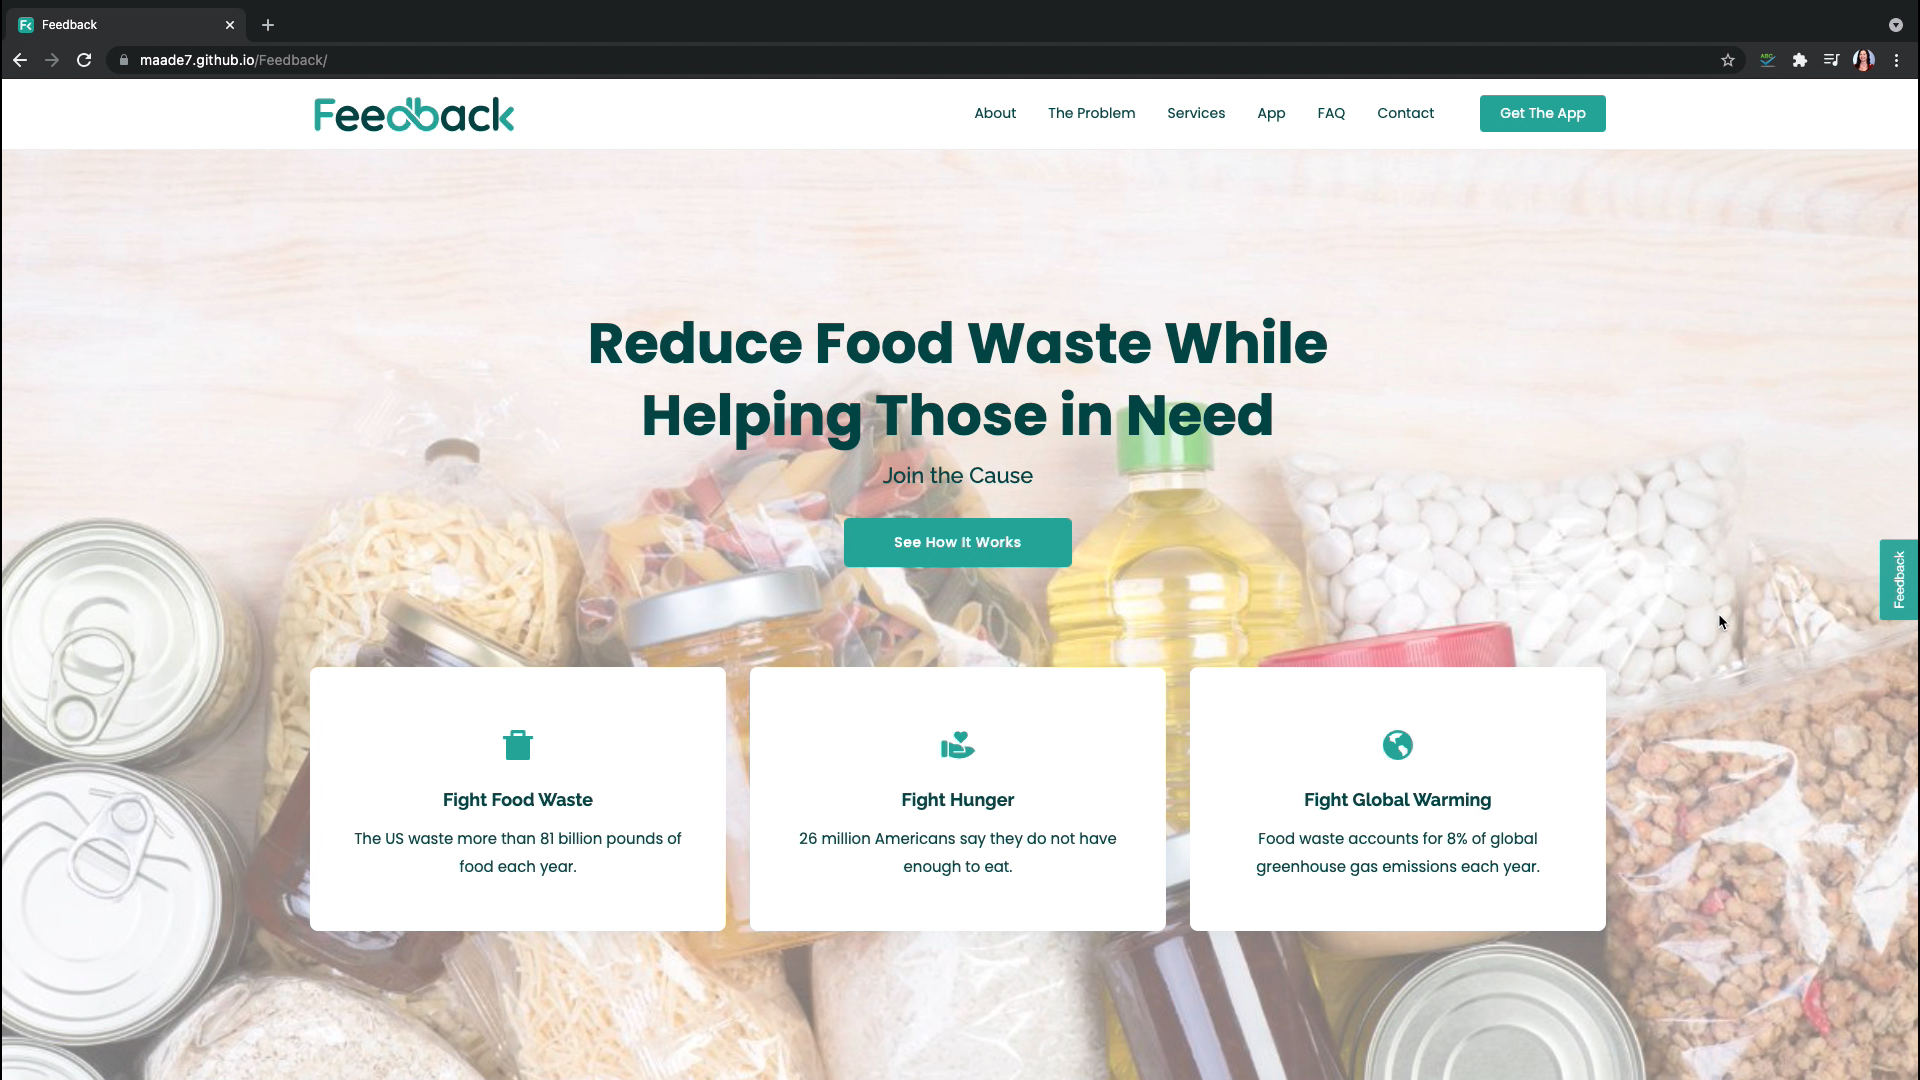 Feedback
maade7.github.io/Feedback/
ABC
Feedback
About
The Problem
Services
App
FAQ
Contact
Get The App
Reduce Food Waste While
Helping Those in Need
Join the Cause
See How It Works
Feedback
Fight Food Waste
The US waste more than 81 billion pounds of
food each year.
Fight Hunger
26 million Americans say they do not have
enough to eat.
Fight Global Warming
Food waste accounts for 8% of global
greenhouse gas emissions each year.